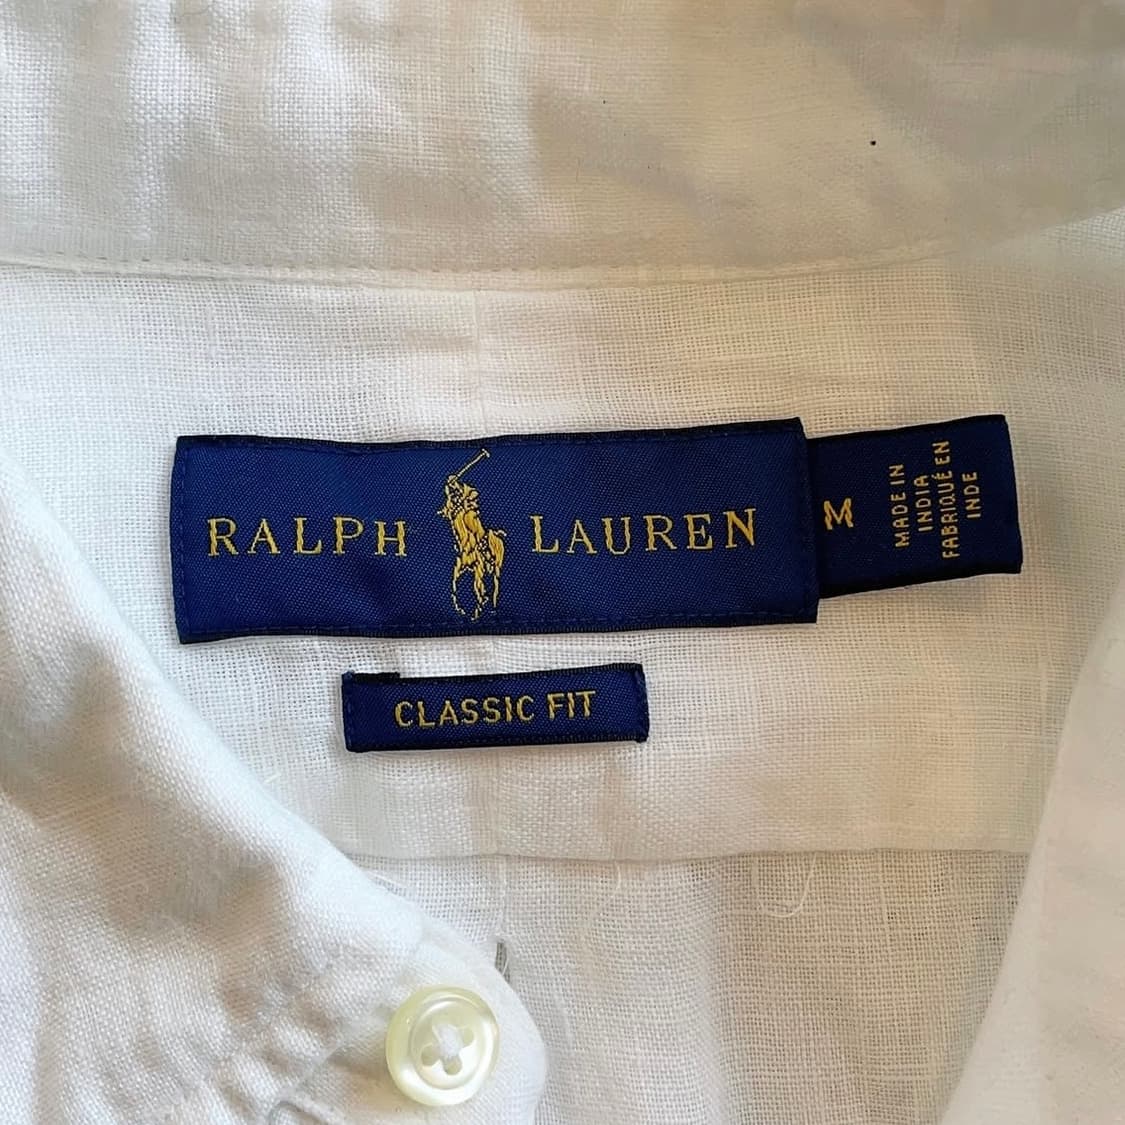 RALPH LAUREN
M
MADE IN
INDIA
FABRIQUÉ EN
INDE
CLASSIC FIT